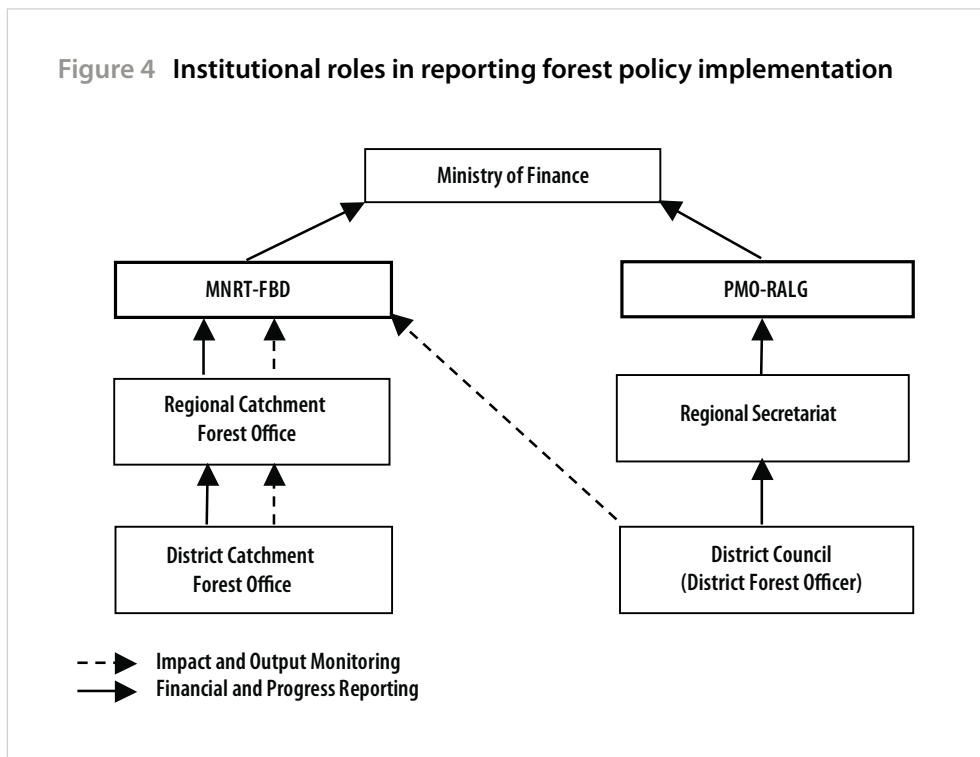 Figure 4 Institutional roles in reporting forest policy implementation
Ministry of Finance
MNRT-FBD
PMO-RALG
Regional Catchment
Forest Office
Regional Secretariat
District Catchment
Forest Office
District Council
(District Forest Officer)
Impact and Output Monitoring
Financial and Progress Reporting